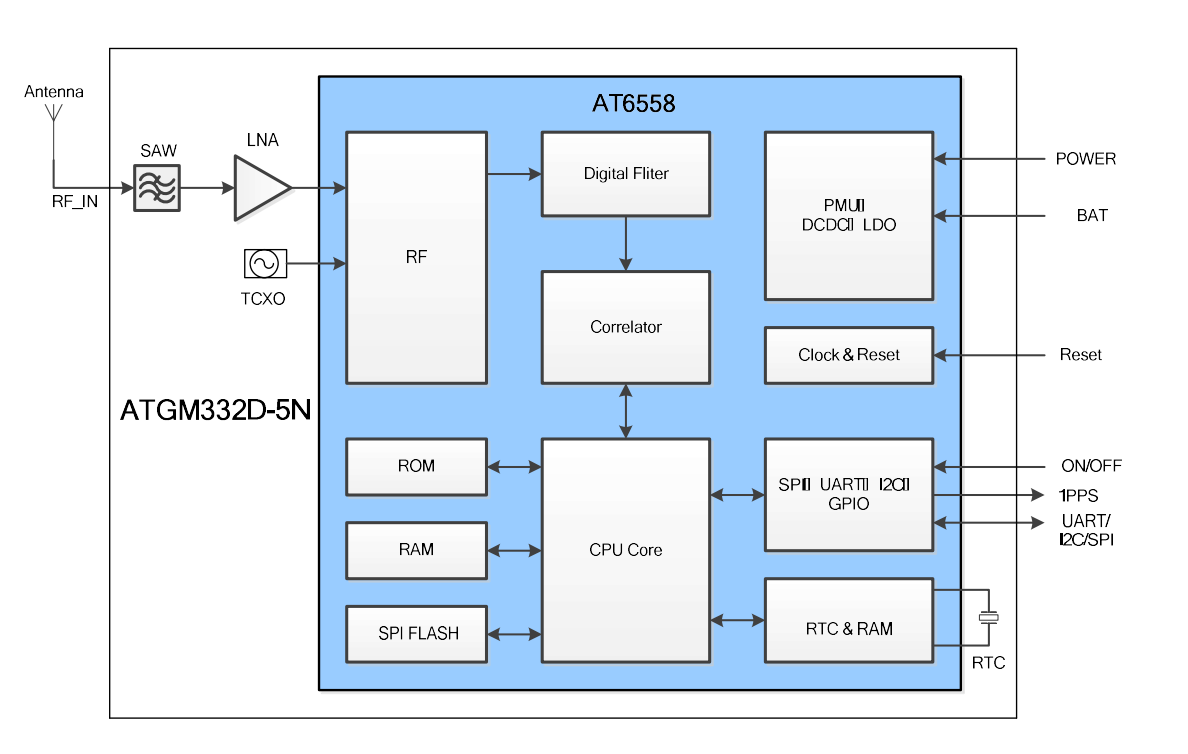 AT6558
Antenna
LNA
SAW
POWER
Digital Fliter
RF_IN
PMU
BAT
DCDC LDO
RF
TCXO
Correlator
Clock & Reset
Reset
ATGM332D-5N
ROM
ON/OFF
SPI UART I2C
1PPS
GPIO
UART/
I2C/SPI
RAM
CPU Core
SPI FLASH
RTC & RAM
RTC